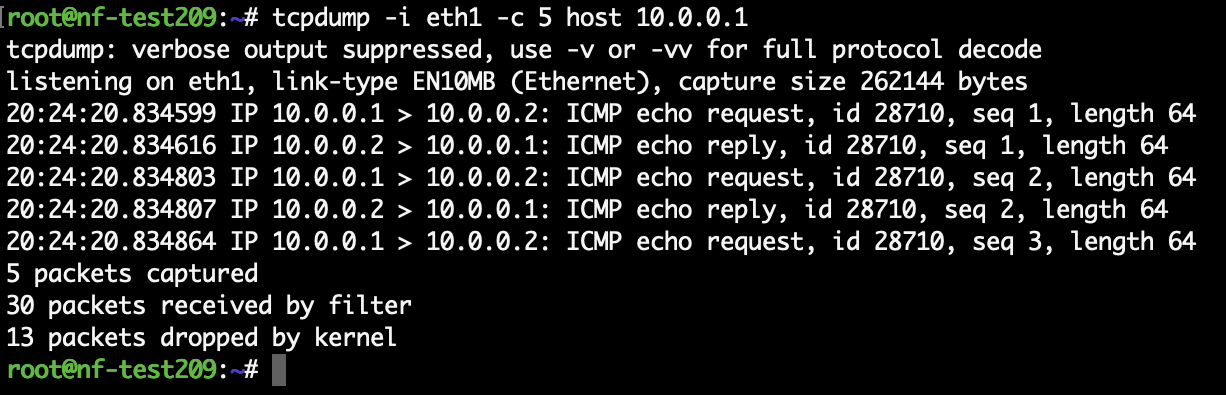 root@nf-test209:~# tcpdump -i eth1 -c 5 host 10.0.0.1
tcpdump: verbose output suppressed, use -v or -vv for full protocol decode
listening on eth1, link-type EN10MB (Ethernet), capture size 262144 bytes
20:24:20.834599 IP 10.0.0.1 > 10.0.0.2: ICMP echo request, id 28710, seq 1, length 64
20:24:20.834616 IP 10.0.0.2 > 10.0.0.1: ICMP echo reply, id 28710, seq 1, length 64
20:24:20.834803 IP 10.0.0.1 > 10.0.0.2: ICMP echo request, id 28710, seq 2, length 64
20:24:20.834807 IP 10.0.0.2 > 10.0.0.1: ICMP echo reply, id 28710, seq 2, length 64
20:24:20.834864 IP 10.0.0.1 > 10.0.0.2: ICMP echo request, id 28710, seq 3, length 64
5 packets captured
30 packets received by filter
13 packets dropped by kernel
root@nf-test209:~#